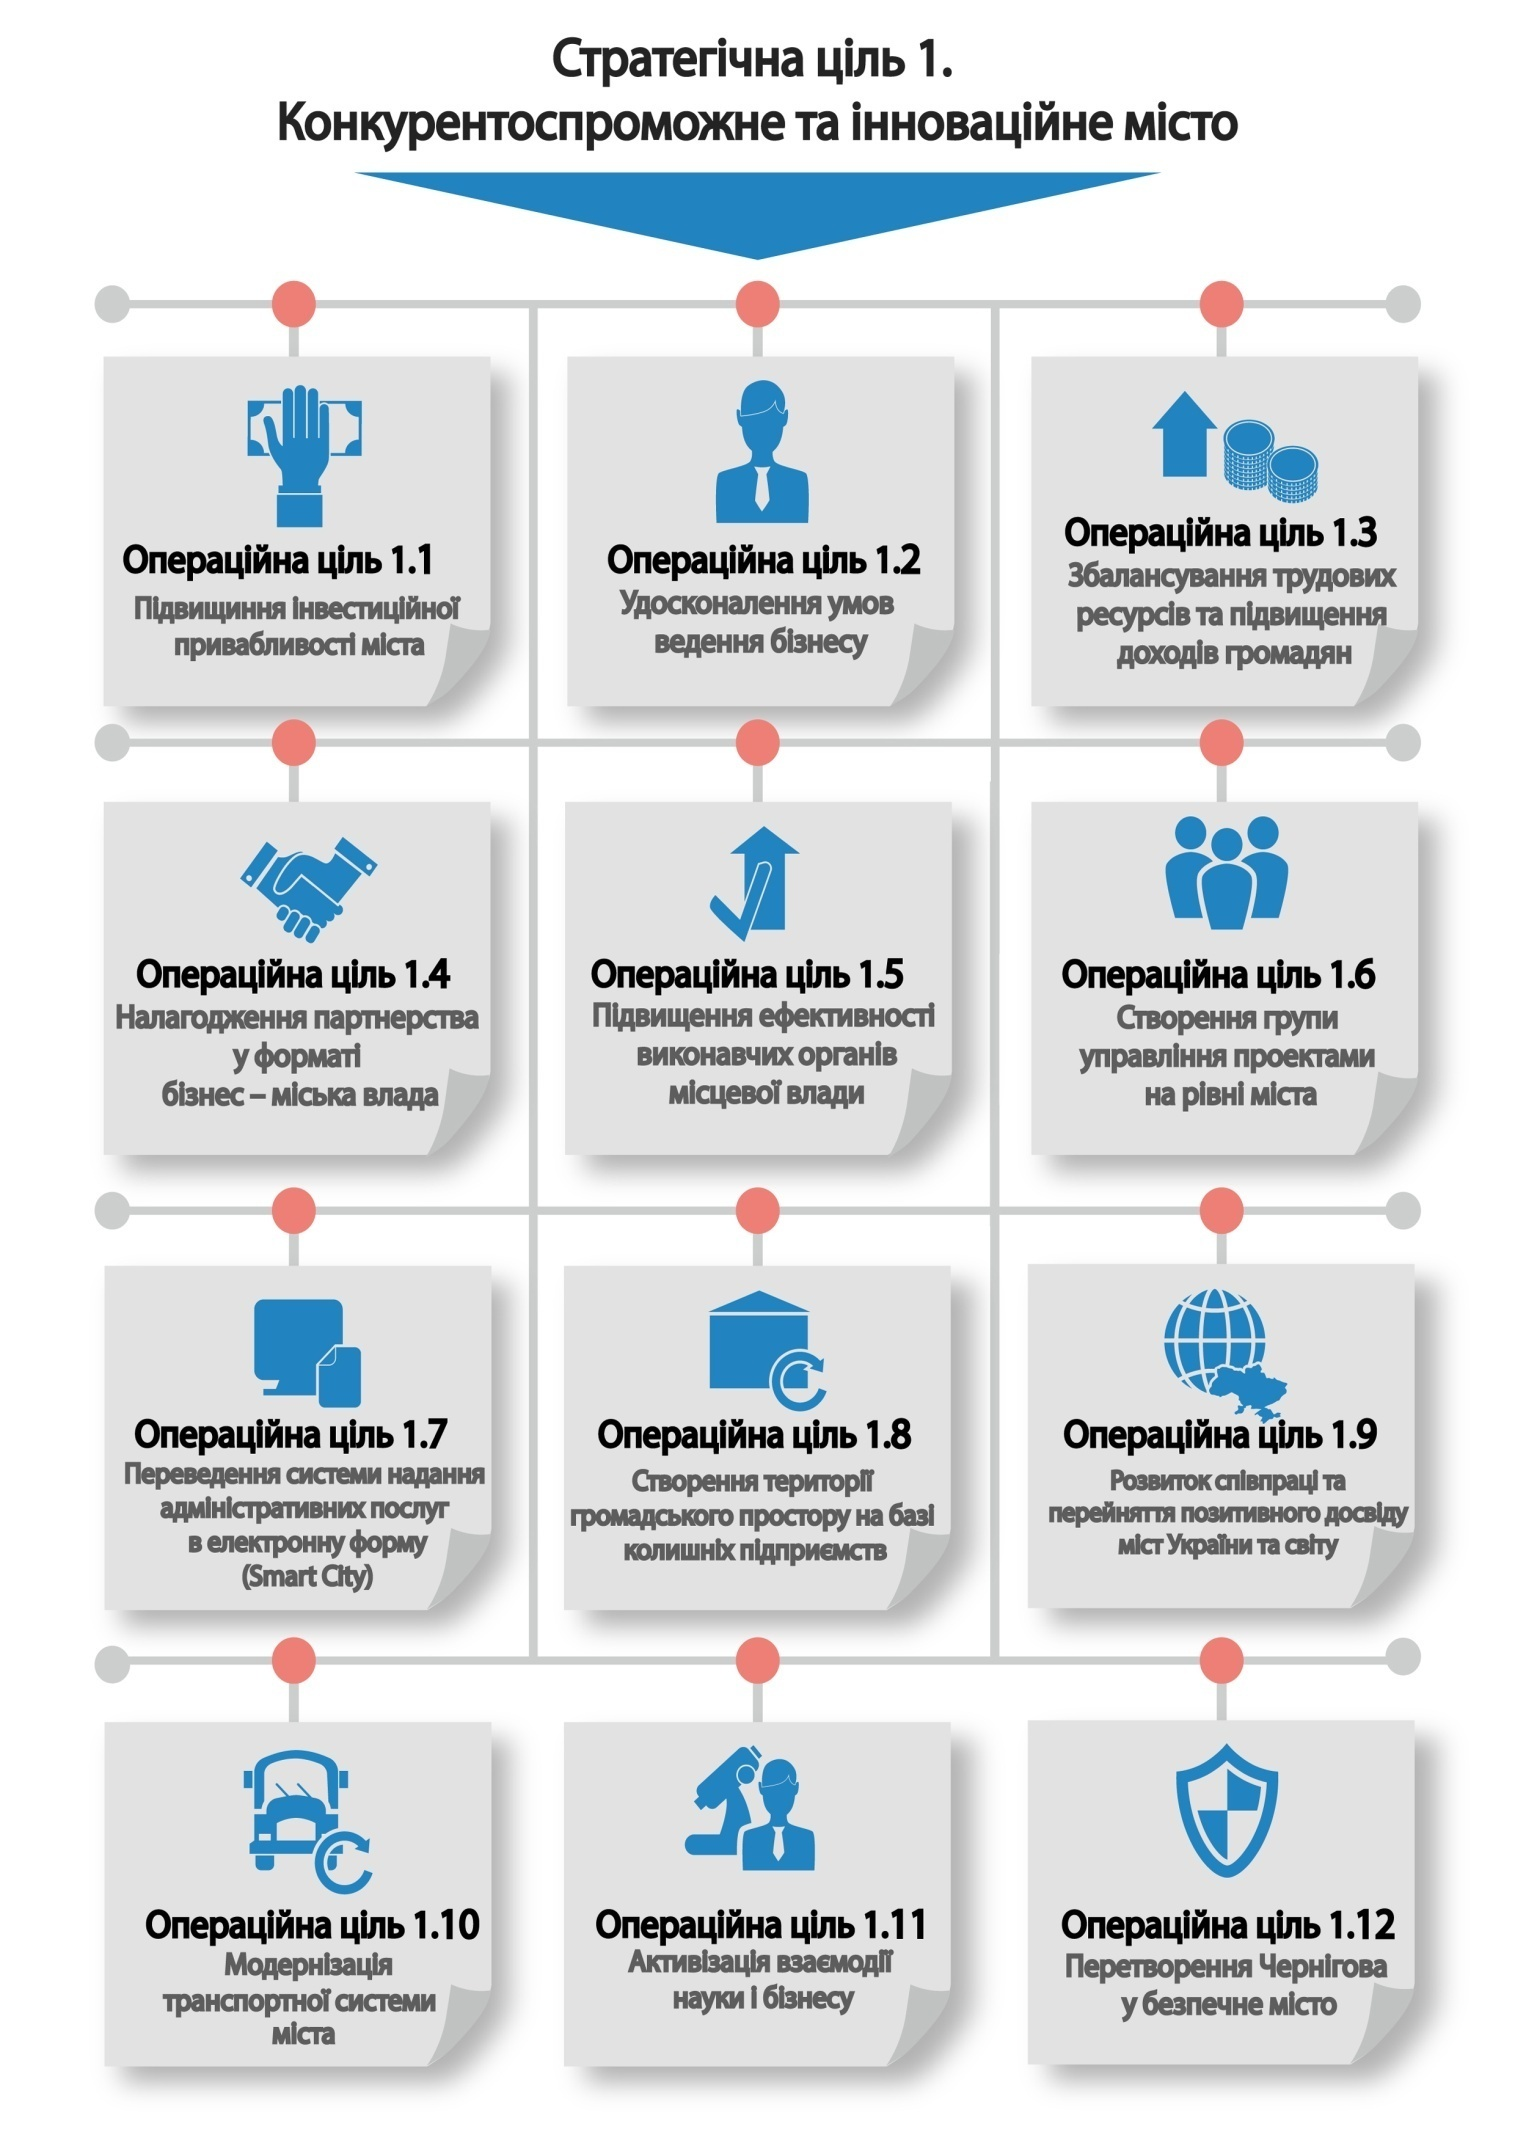 Стратегічна ціль 1.
Конкурентоспроможне та інноваційне місто
Операційна ціль 1.1
Підвищиння інвестиційної
привабливості міста
Операційна ціль 1.2
Удосконалення умов
ведення бізнесу
Операційна ціль 1.3
Збалансування трудових
ресурсів та підвищення
доходів громадян
Операційна ціль 1.4
Налагодження партнерства
у форматі
бізнес – міська влада
Операційна ціль 1.5
Підвищення ефективності
виконавчих органів
місцевої влади
Операційна ціль 1.6
Створення групи
управління проектами
на рівні міста
Операційна ціль 1.7
Переведення системи надання
адміністративних послуг
в електронну форму
(Smart City)
Операційна ціль 1.8
Створення території
громадського простору на базі
колишніх підприємств
Операційна ціль 1.9
Розвиток співпраці та
перейняття позитивного досвіду
міст України та світу
Операційна ціль 1.10
Модернізація
транспортної системи
міста
Операційна ціль 1.11
Активізація взаємодії
науки і бізнесу
Операційна ціль 1.12
Перетворення Чернігова
у безпечне місто